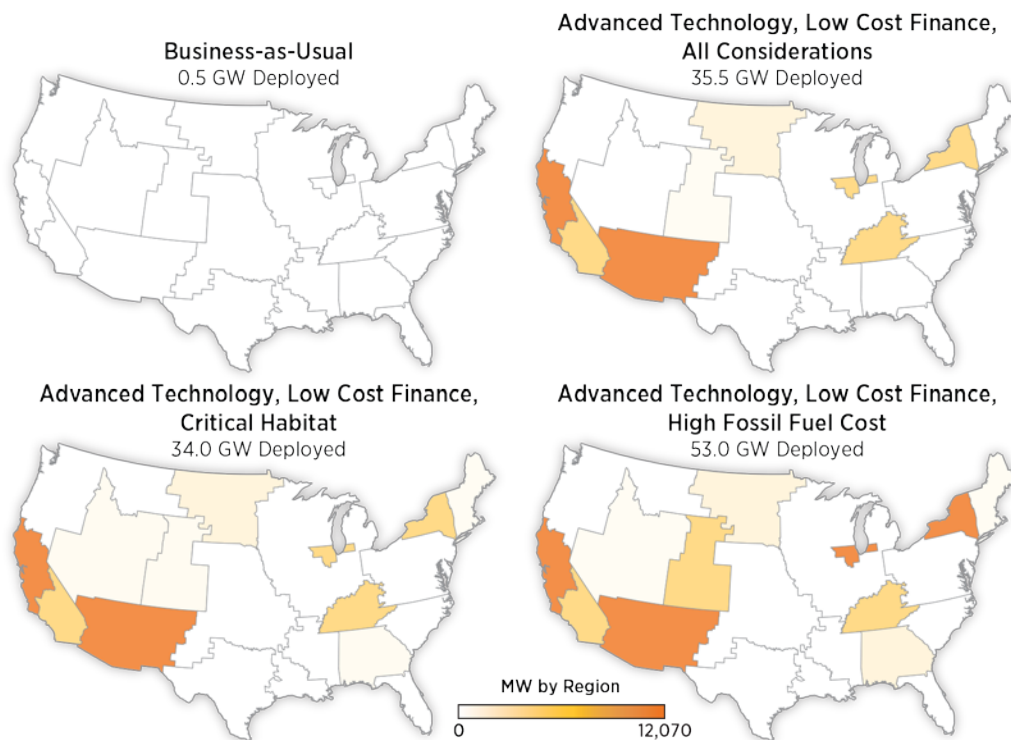 Business-as-Usual
0.5 GW Deployed
Advanced Technology, Low Cost Finance,
All Considerations
35.5 GW Deployed
Advanced Technology, Low Cost Finance,
Critical Habitat
34.0 GW Deployed
Advanced Technology, Low Cost Finance,
High Fossil Fuel Cost
53.0 GW Deployed
MW by Region
0 12,070